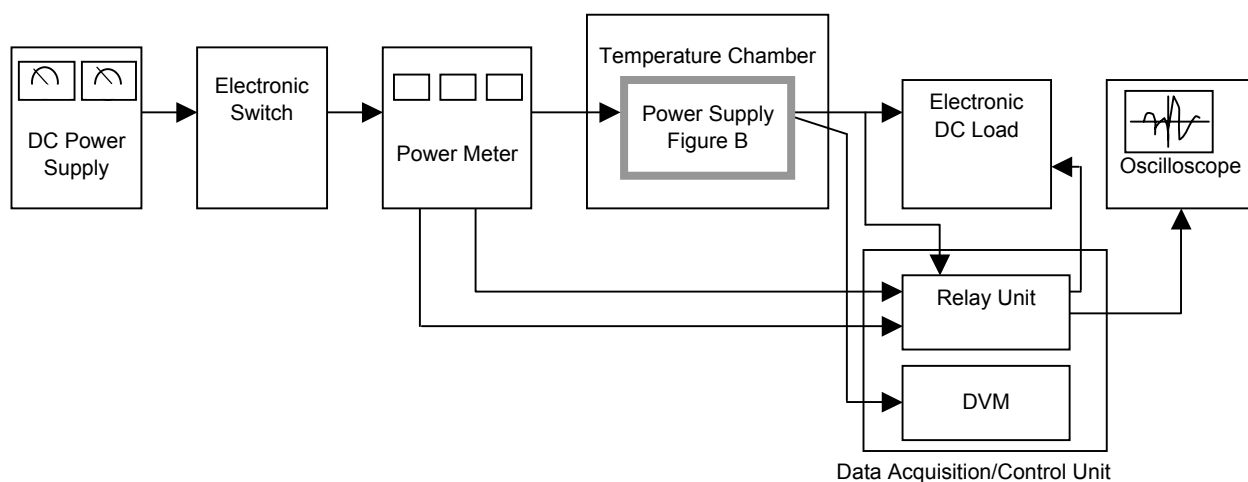 DC Power
Supply
Electronic
Switch
Power Meter
Temperature Chamber
Power Supply
Figure B
Electronic
DC Load
Oscilloscope
Relay Unit
DVM
Data Acquisition/Control Unit